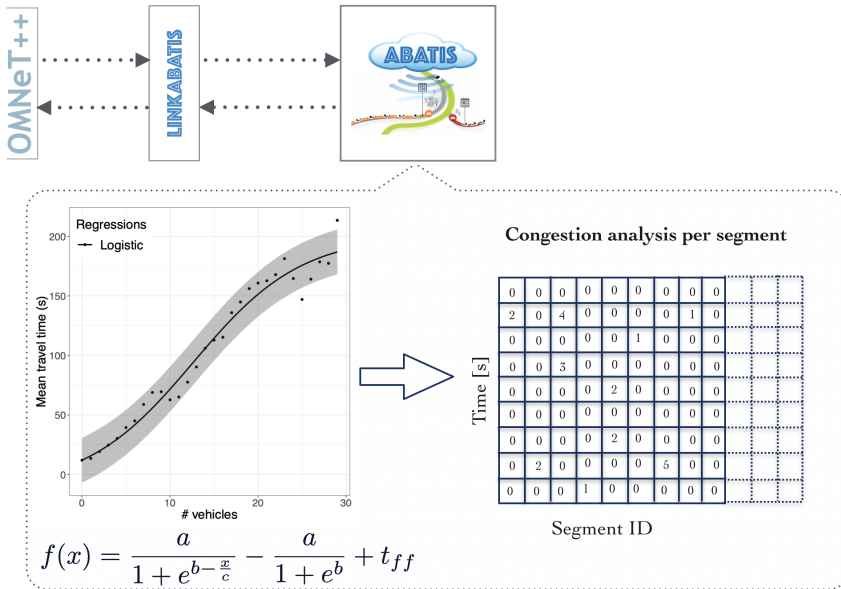 OMNeT++
LINKABATIS
ABATIS
Regressions
Logistic
Mean travel time (s)
200
150
100
50
0
0 10 20 30
# vehicles
f(x) = \frac{a}{1 + e^{b - \frac{x}{c}}} - \frac{a}{1 + e^{b}} + t_{ff}
Congestion analysis per segment
Time [s]
0 0 0 0 0 0 0 0 0
2 0 4 0 0 0 0 1 0
0 0 0 0 0 1 0 0 0
0 0 3 0 0 0 0 0 0
0 0 0 0 2 0 0 0 0
0 0 0 0 0 0 0 0 0
0 0 0 0 2 0 0 0 0
0 2 0 0 0 0 5 0 0
0 0 0 1 0 0 0 0 0
Segment ID